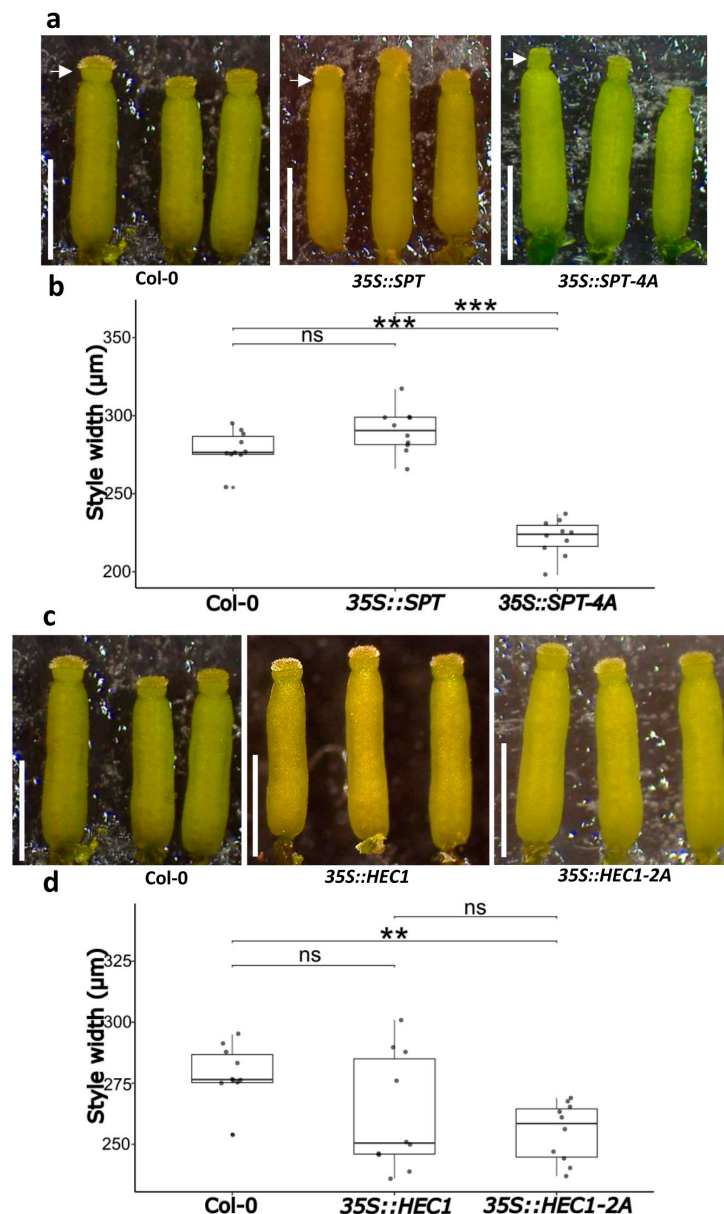 a
Col-0 35S::SPT 35S::SPT-4A
b
Style width (µm)
350
300
250
200
***
***
ns
Col-0 35S::SPT 35S::SPT-4A
c
Col-0 35S::HEC1 35S::HEC1-2A
d
Style width (µm)
325
300
275
250
ns
**
ns
Col-0 35S::HEC1 35S::HEC1-2A